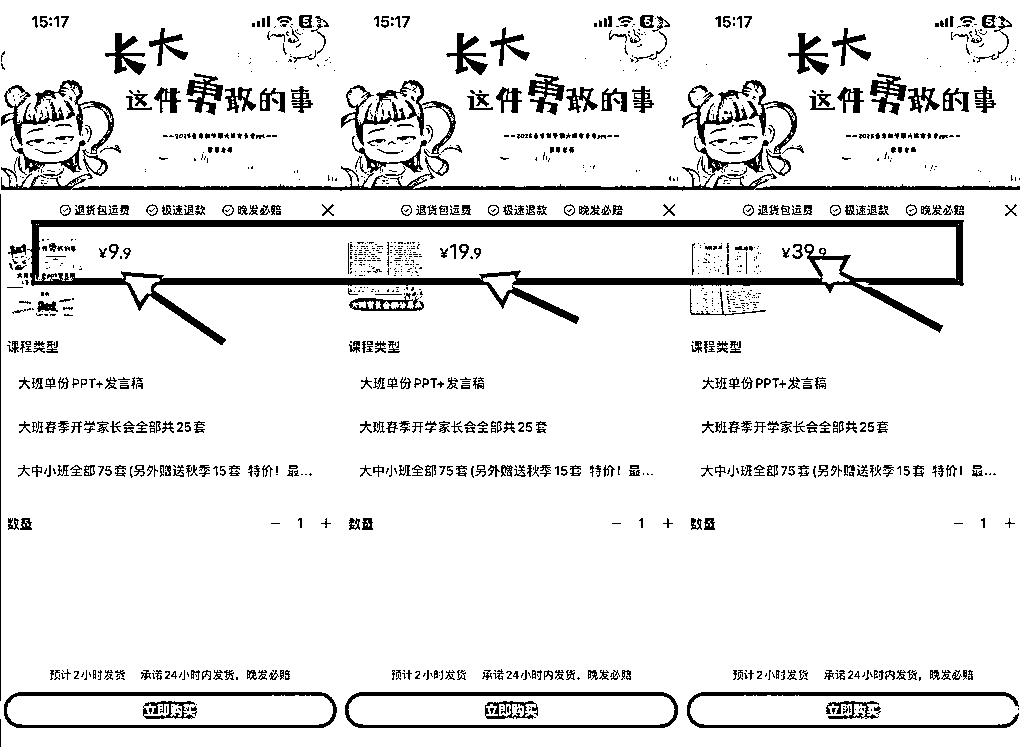 15:17
长大
这件勇敢的事
退货包运费 极速退款 晚发必赔
¥9.9
课程类型
大班单份PPT+发言稿
大班春季开学家长会全部共25套
大中小班全部75套(另外赠送秋季15套 特价！最...
数量
1
预计2小时发货 承诺24小时内发货，晚发必赔
立即购买
15:17
长大
这件勇敢的事
退货包运费 极速退款 晚发必赔
¥19.9
课程类型
大班单份PPT+发言稿
大班春季开学家长会全部共25套
大中小班全部75套(另外赠送秋季15套 特价！最...
数量
1
预计2小时发货 承诺24小时内发货，晚发必赔
立即购买
15:17
长大
这件勇敢的事
退货包运费 极速退款 晚发必赔
¥39.9
课程类型
大班单份PPT+发言稿
大班春季开学家长会全部共25套
大中小班全部75套(另外赠送秋季15套 特价！最...
数量
1
预计2小时发货 承诺24小时内发货，晚发必赔
立即购买